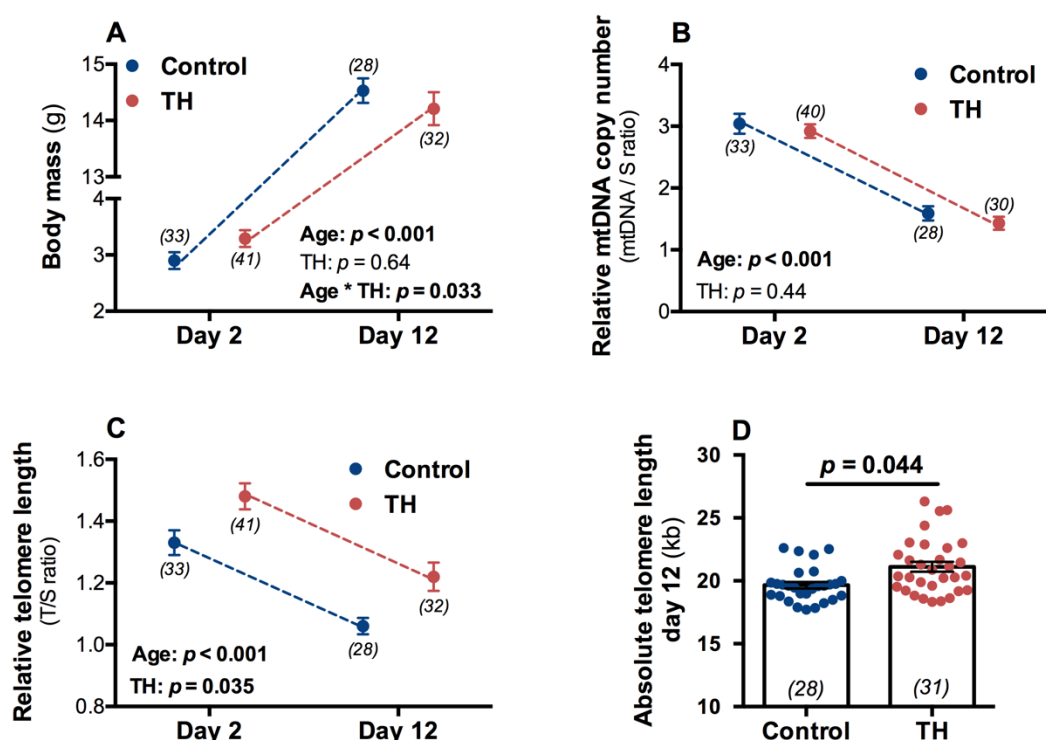 A
Control
TH
Body mass (g)
15
14
13
4
3
2
(33)
(41)
(28)
(32)
Age: p < 0.001
TH: p = 0.64
Age * TH: p = 0.033
Day 2
Day 12
B
Control
TH
Relative mtDNA copy number
(mtDNA / S ratio)
4
3
2
1
0
(33)
(40)
(28)
(30)
Age: p < 0.001
TH: p = 0.44
Day 2
Day 12
C
Control
TH
Relative telomere length
(T/S ratio)
1.6
1.4
1.2
1.0
0.8
(33)
(41)
(28)
(32)
Age: p < 0.001
TH: p = 0.035
Day 2
Day 12
D
Absolute telomere length
day 12 (kb)
30
25
20
15
10
p = 0.044
(28)
(31)
Control
TH